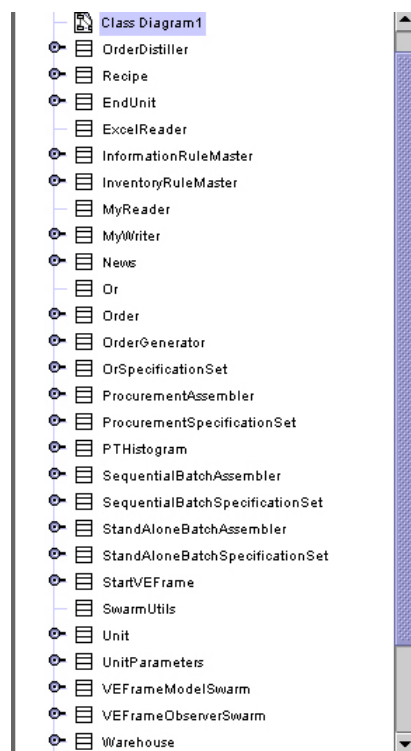 Class Diagram1
OrderDistiller
Recipe
EndUnit
ExcelReader
InformationRuleMaster
InventoryRuleMaster
MyReader
MyWriter
News
Or
Order
OrderGenerator
OrSpecificationSet
ProcurementAssembler
ProcurementSpecificationSet
PTHistogram
SequentialBatchAssembler
SequentialBatchSpecificationSet
StandAloneBatchAssembler
StandAloneBatchSpecificationSet
StartVEFrame
SwarmUtils
Unit
UnitParameters
VEFrameModelSwarm
VEFrameObserverSwarm
Warehouse